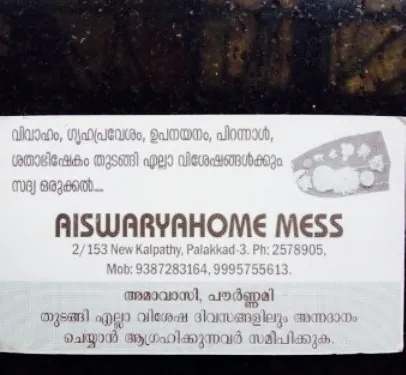 വിവാഹം, ഗൃഹപ്രവേശം, ഉപനയനം, പിറന്നാൾ,
ശതാഭിഷേകം തുടങ്ങി എല്ലാ വിശേഷങ്ങൾക്കും
സദ്യ ഒരുക്കൽ....
AISWARYAHOME MESS
2/153 New Kalpathy, Palakkad-3. Ph: 2578905,
Mob: 9387283164, 9995755613.
അമാവാസി, പൗർണ്ണമി
തുടങ്ങി എല്ലാ വിശേഷ ദിവസങ്ങളിലും അന്നദാനം
ചെയ്യാൻ ആഗ്രഹിക്കുന്നവർ സമീപിക്കുക.